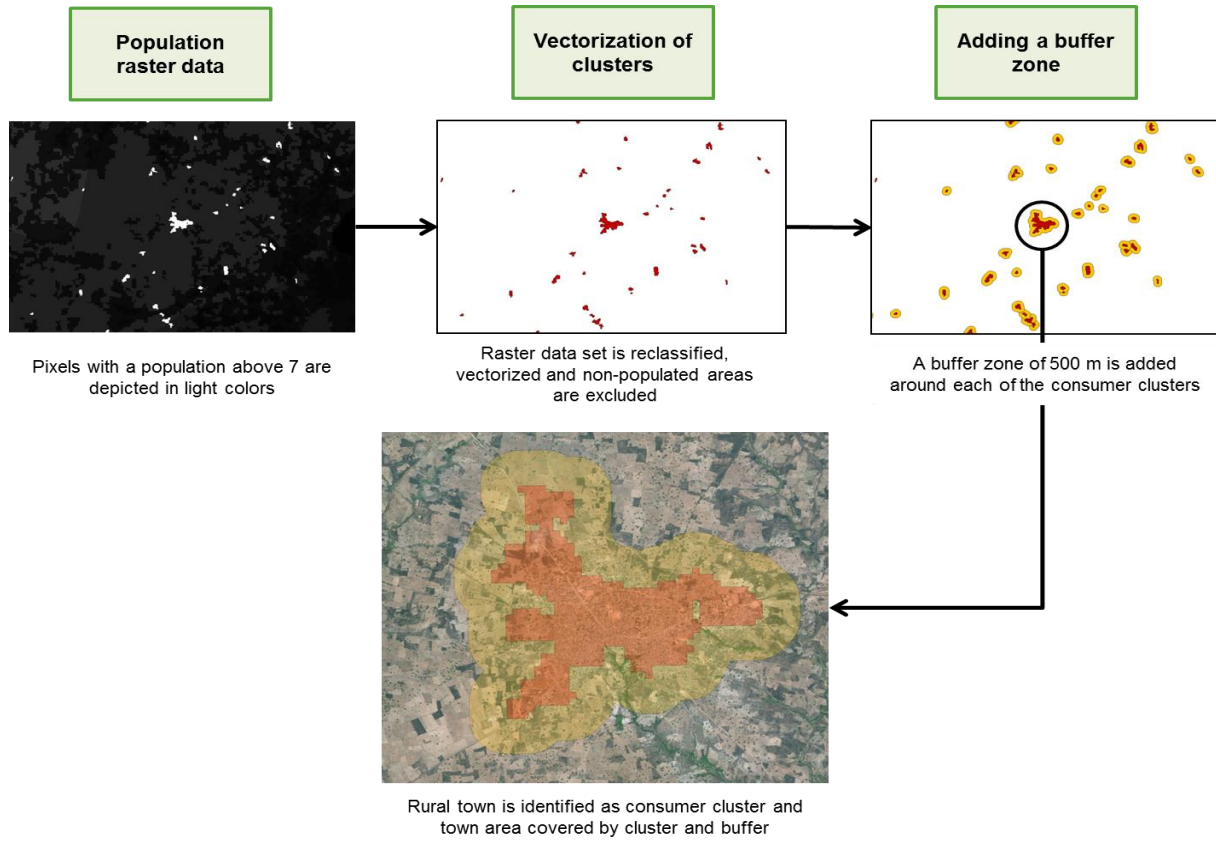 Population
raster data
Vectorization of
clusters
Adding a buffer
zone
Pixels with a population above 7 are
depicted in light colors
Raster data set is reclassified,
vectorized and non-populated areas
are excluded
A buffer zone of 500 m is added
around each of the consumer clusters
Rural town is identified as consumer cluster and
town area covered by cluster and buffer